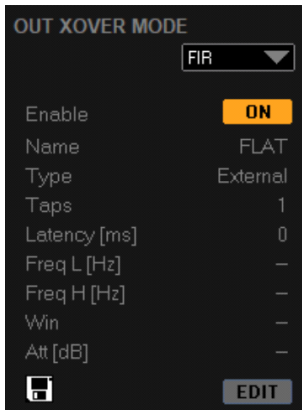 OUT XOVER MODE
FIR
Enable ON
Name FLAT
Type External
Taps 1
Latency [ms] 0
Freq L [Hz] –
Freq H [Hz] –
Win –
Att [dB] –
EDIT